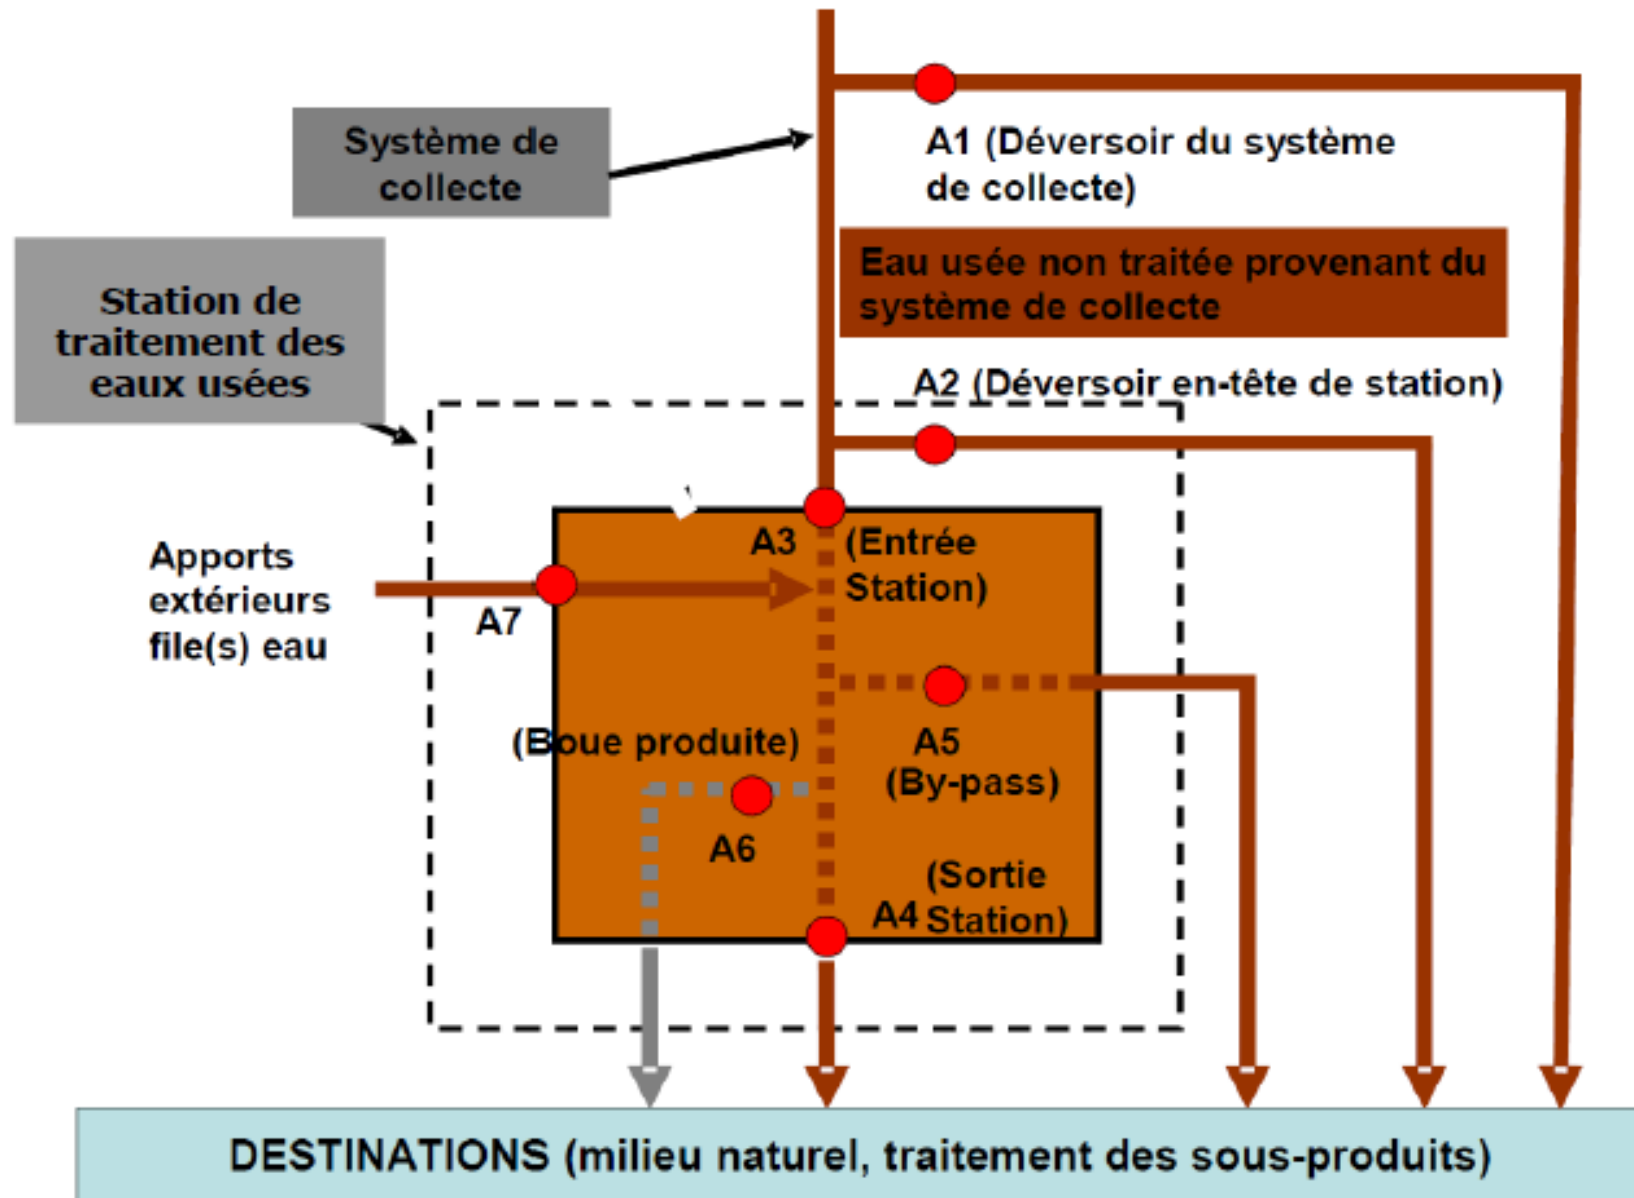 Système de
collecte
A1 (Déversoir du système
de collecte)
Eau usée non traitée provenant du
système de collecte
Station de
traitement des
eaux usées
A2 (Déversoir en-tête de station)
A3 (Entrée
Station)
Apports
extérieurs
file(s) eau
A7
(Boue produite)
A5
(By-pass)
A6
(Sortie
A4 Station)
DESTINATIONS (milieu naturel, traitement des sous-produits)